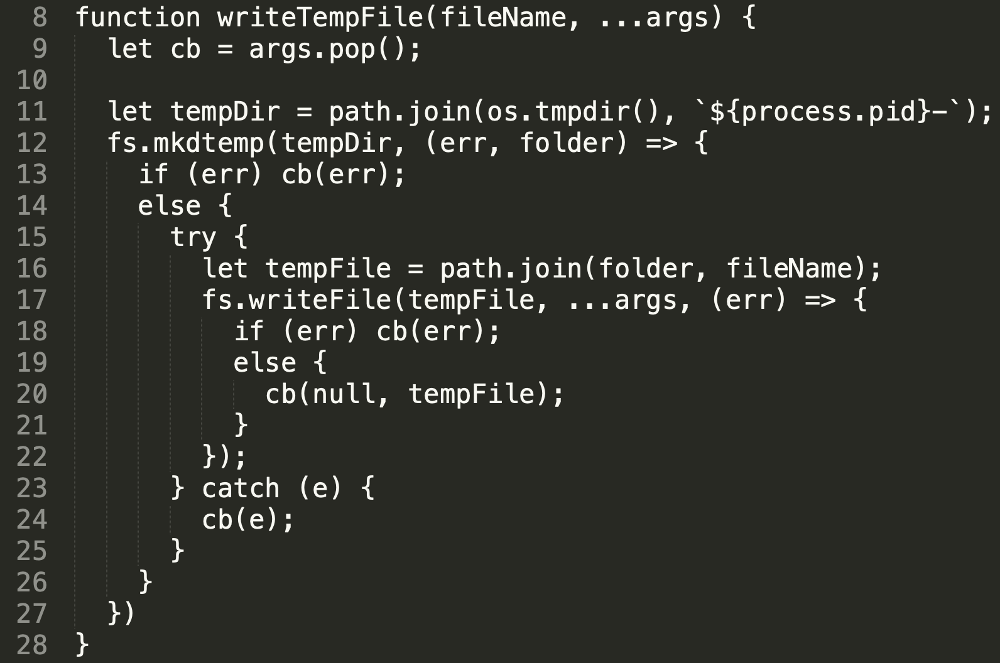 8 function writeTempFile(fileName, ...args) {
9   let cb = args.pop();
10
11   let tempDir = path.join(os.tmpdir(), `${process.pid}-`);
12   fs.mkdtemp(tempDir, (err, folder) => {
13     if (err) cb(err);
14     else {
15       try {
16         let tempFile = path.join(folder, fileName);
17         fs.writeFile(tempFile, ...args, (err) => {
18           if (err) cb(err);
19           else {
20             cb(null, tempFile);
21           }
22         });
23       } catch (e) {
24         cb(e);
25       }
26     }
27   })
28 }